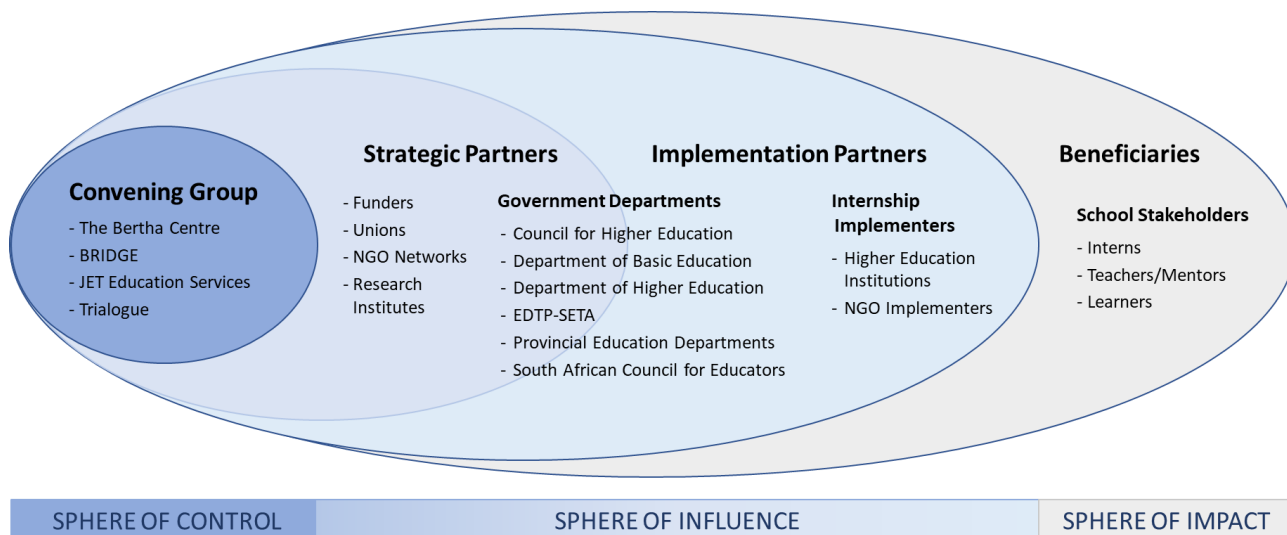 Convening Group
- The Bertha Centre
- BRIDGE
- JET Education Services
- Trialogue
Strategic Partners
- Funders
- Unions
- NGO Networks
- Research
Institutes
Government Departments
- Council for Higher Education
- Department of Basic Education
- Department of Higher Education
- EDTP-SETA
- Provincial Education Departments
- South African Council for Educators
Implementation Partners
Internship
Implementers
- Higher Education
Institutions
- NGO Implementers
Beneficiaries
School Stakeholders
- Interns
- Teachers/Mentors
- Learners
SPHERE OF CONTROL
SPHERE OF INFLUENCE
SPHERE OF IMPACT